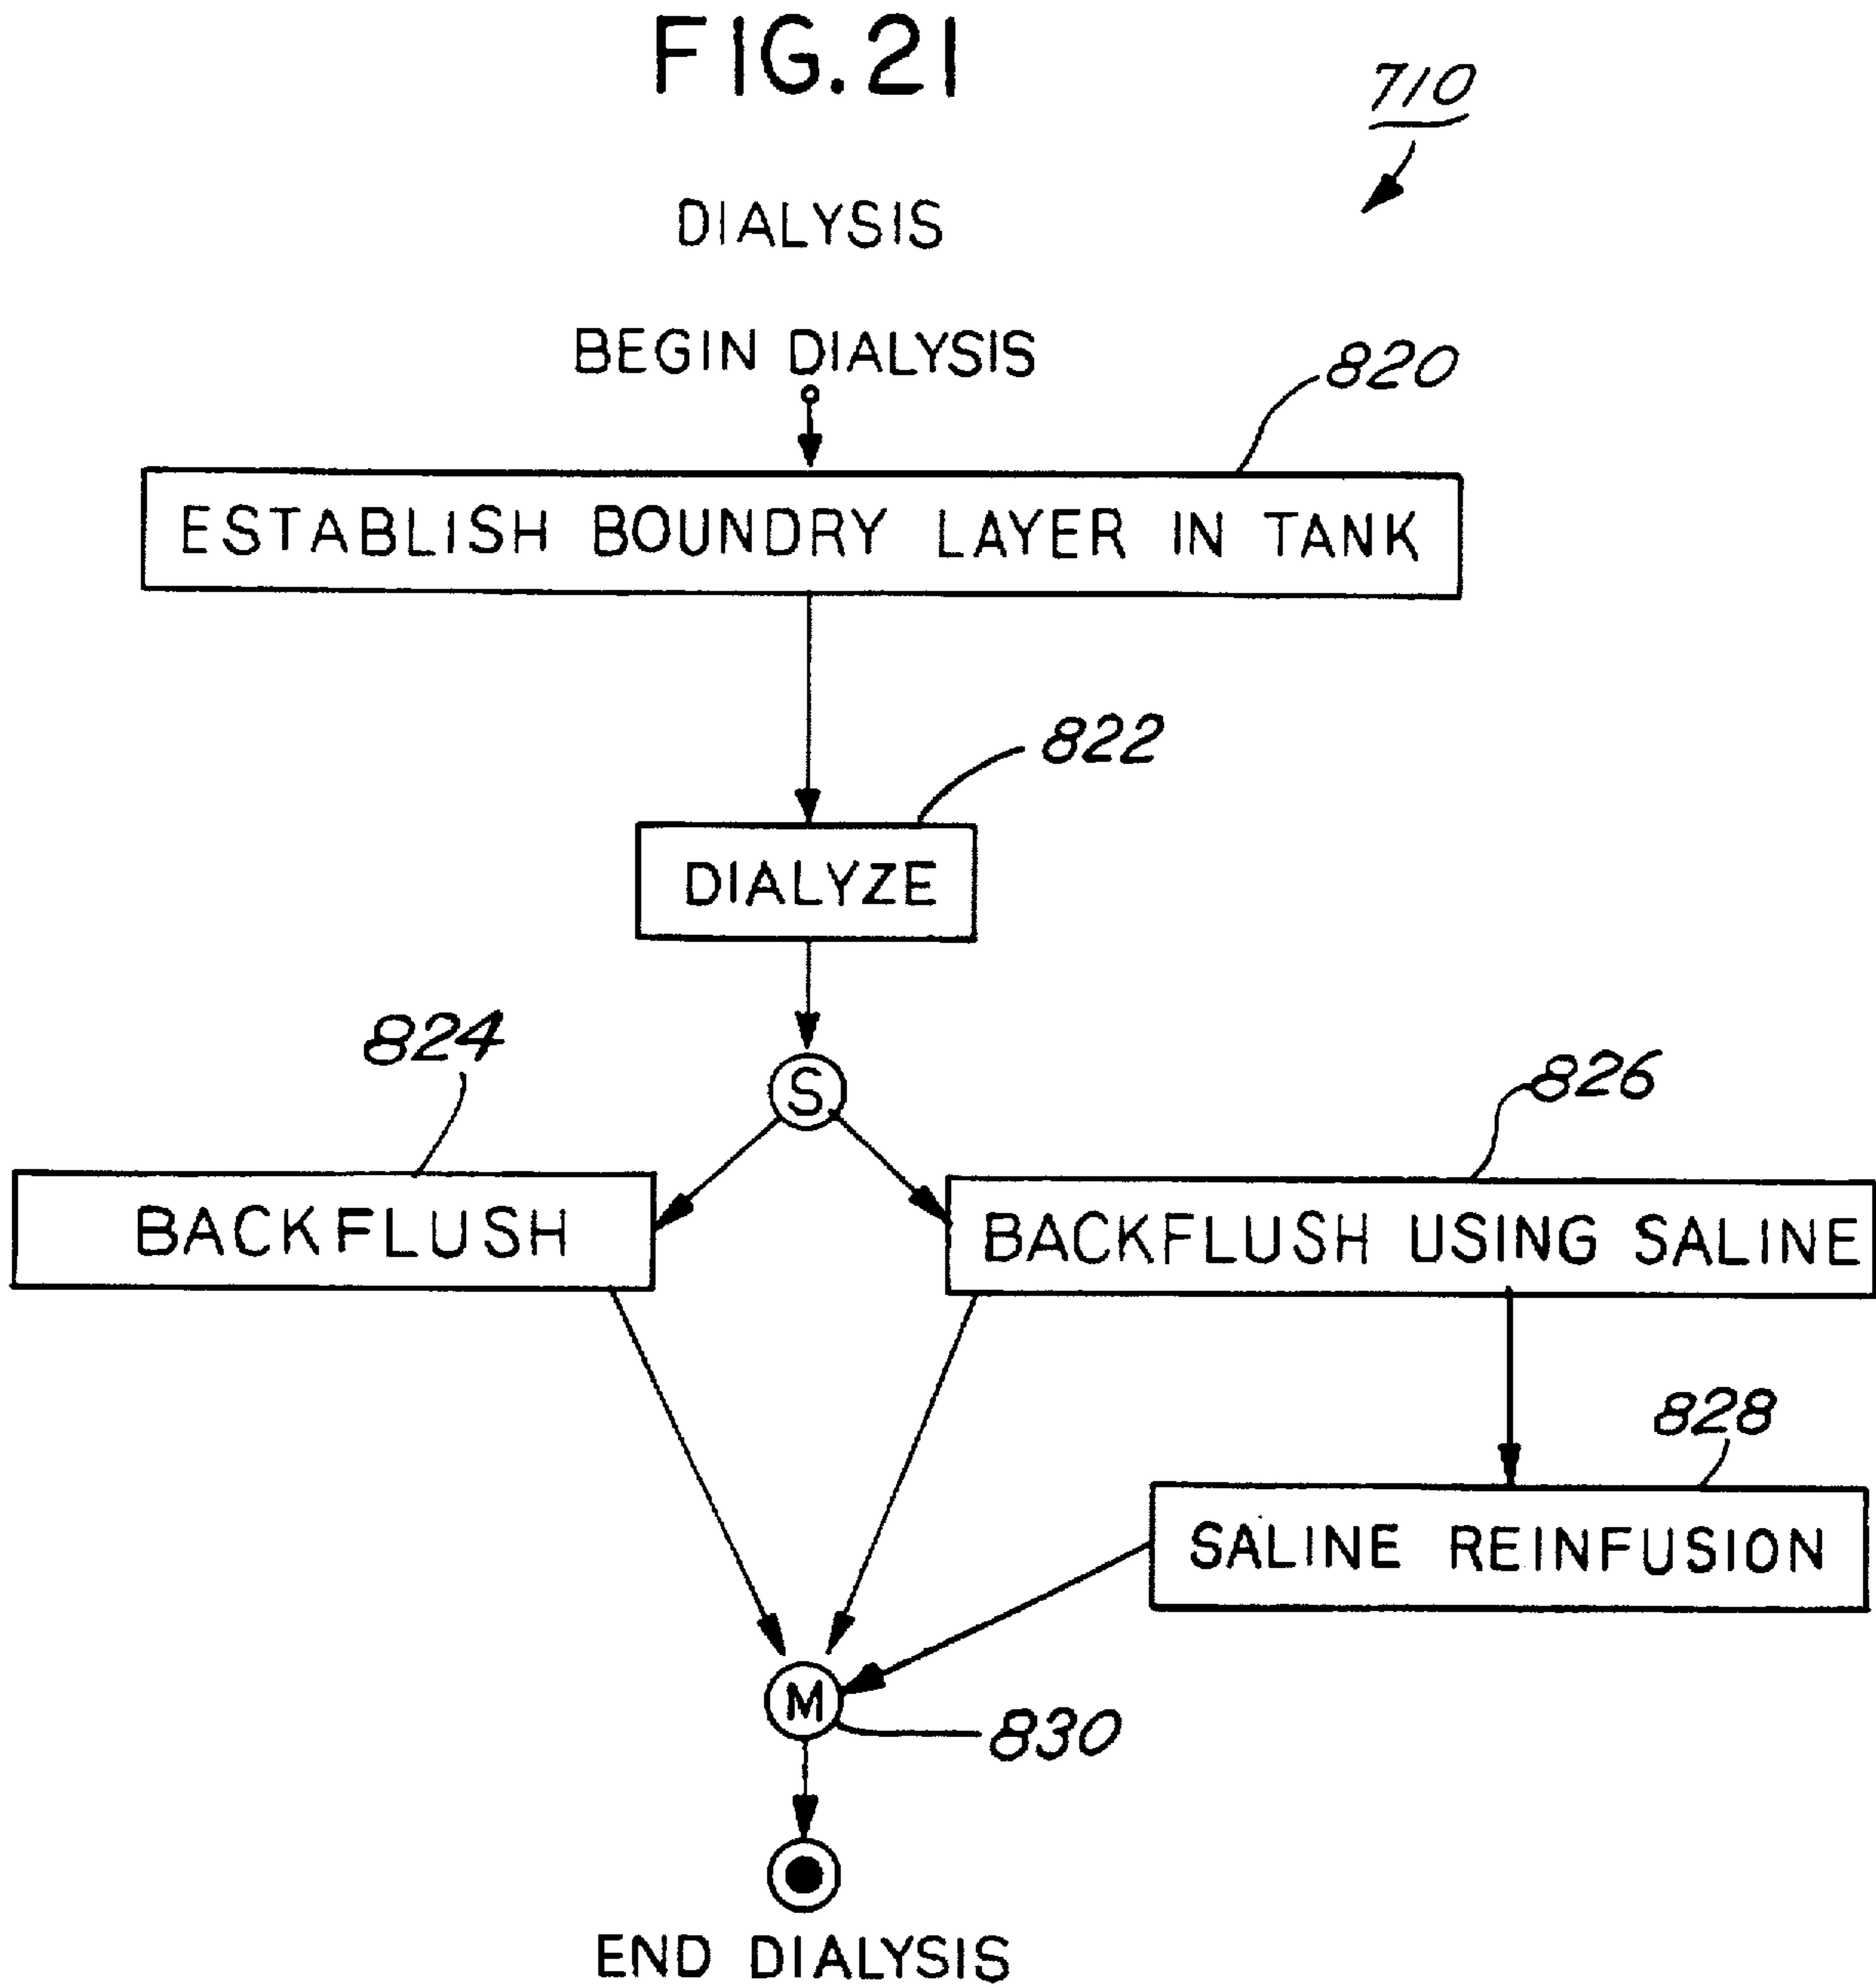 FIG. 21
710
DIALYSIS
BEGIN DIALYSIS
820
ESTABLISH BOUNDRY LAYER IN TANK
822
DIALYZE
824
S
826
BACKFLUSH
BACKFLUSH USING SALINE
828
SALINE REINFUSION
M
830
END DIALYSIS